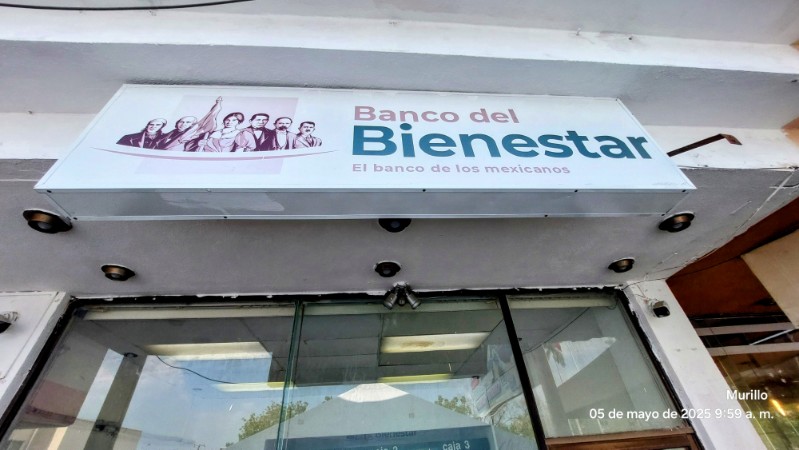 Banco del
Bienestar
El banco de los mexicanos
caja 3
Murillo
05 de mayo de 2025 9:59 a. m.